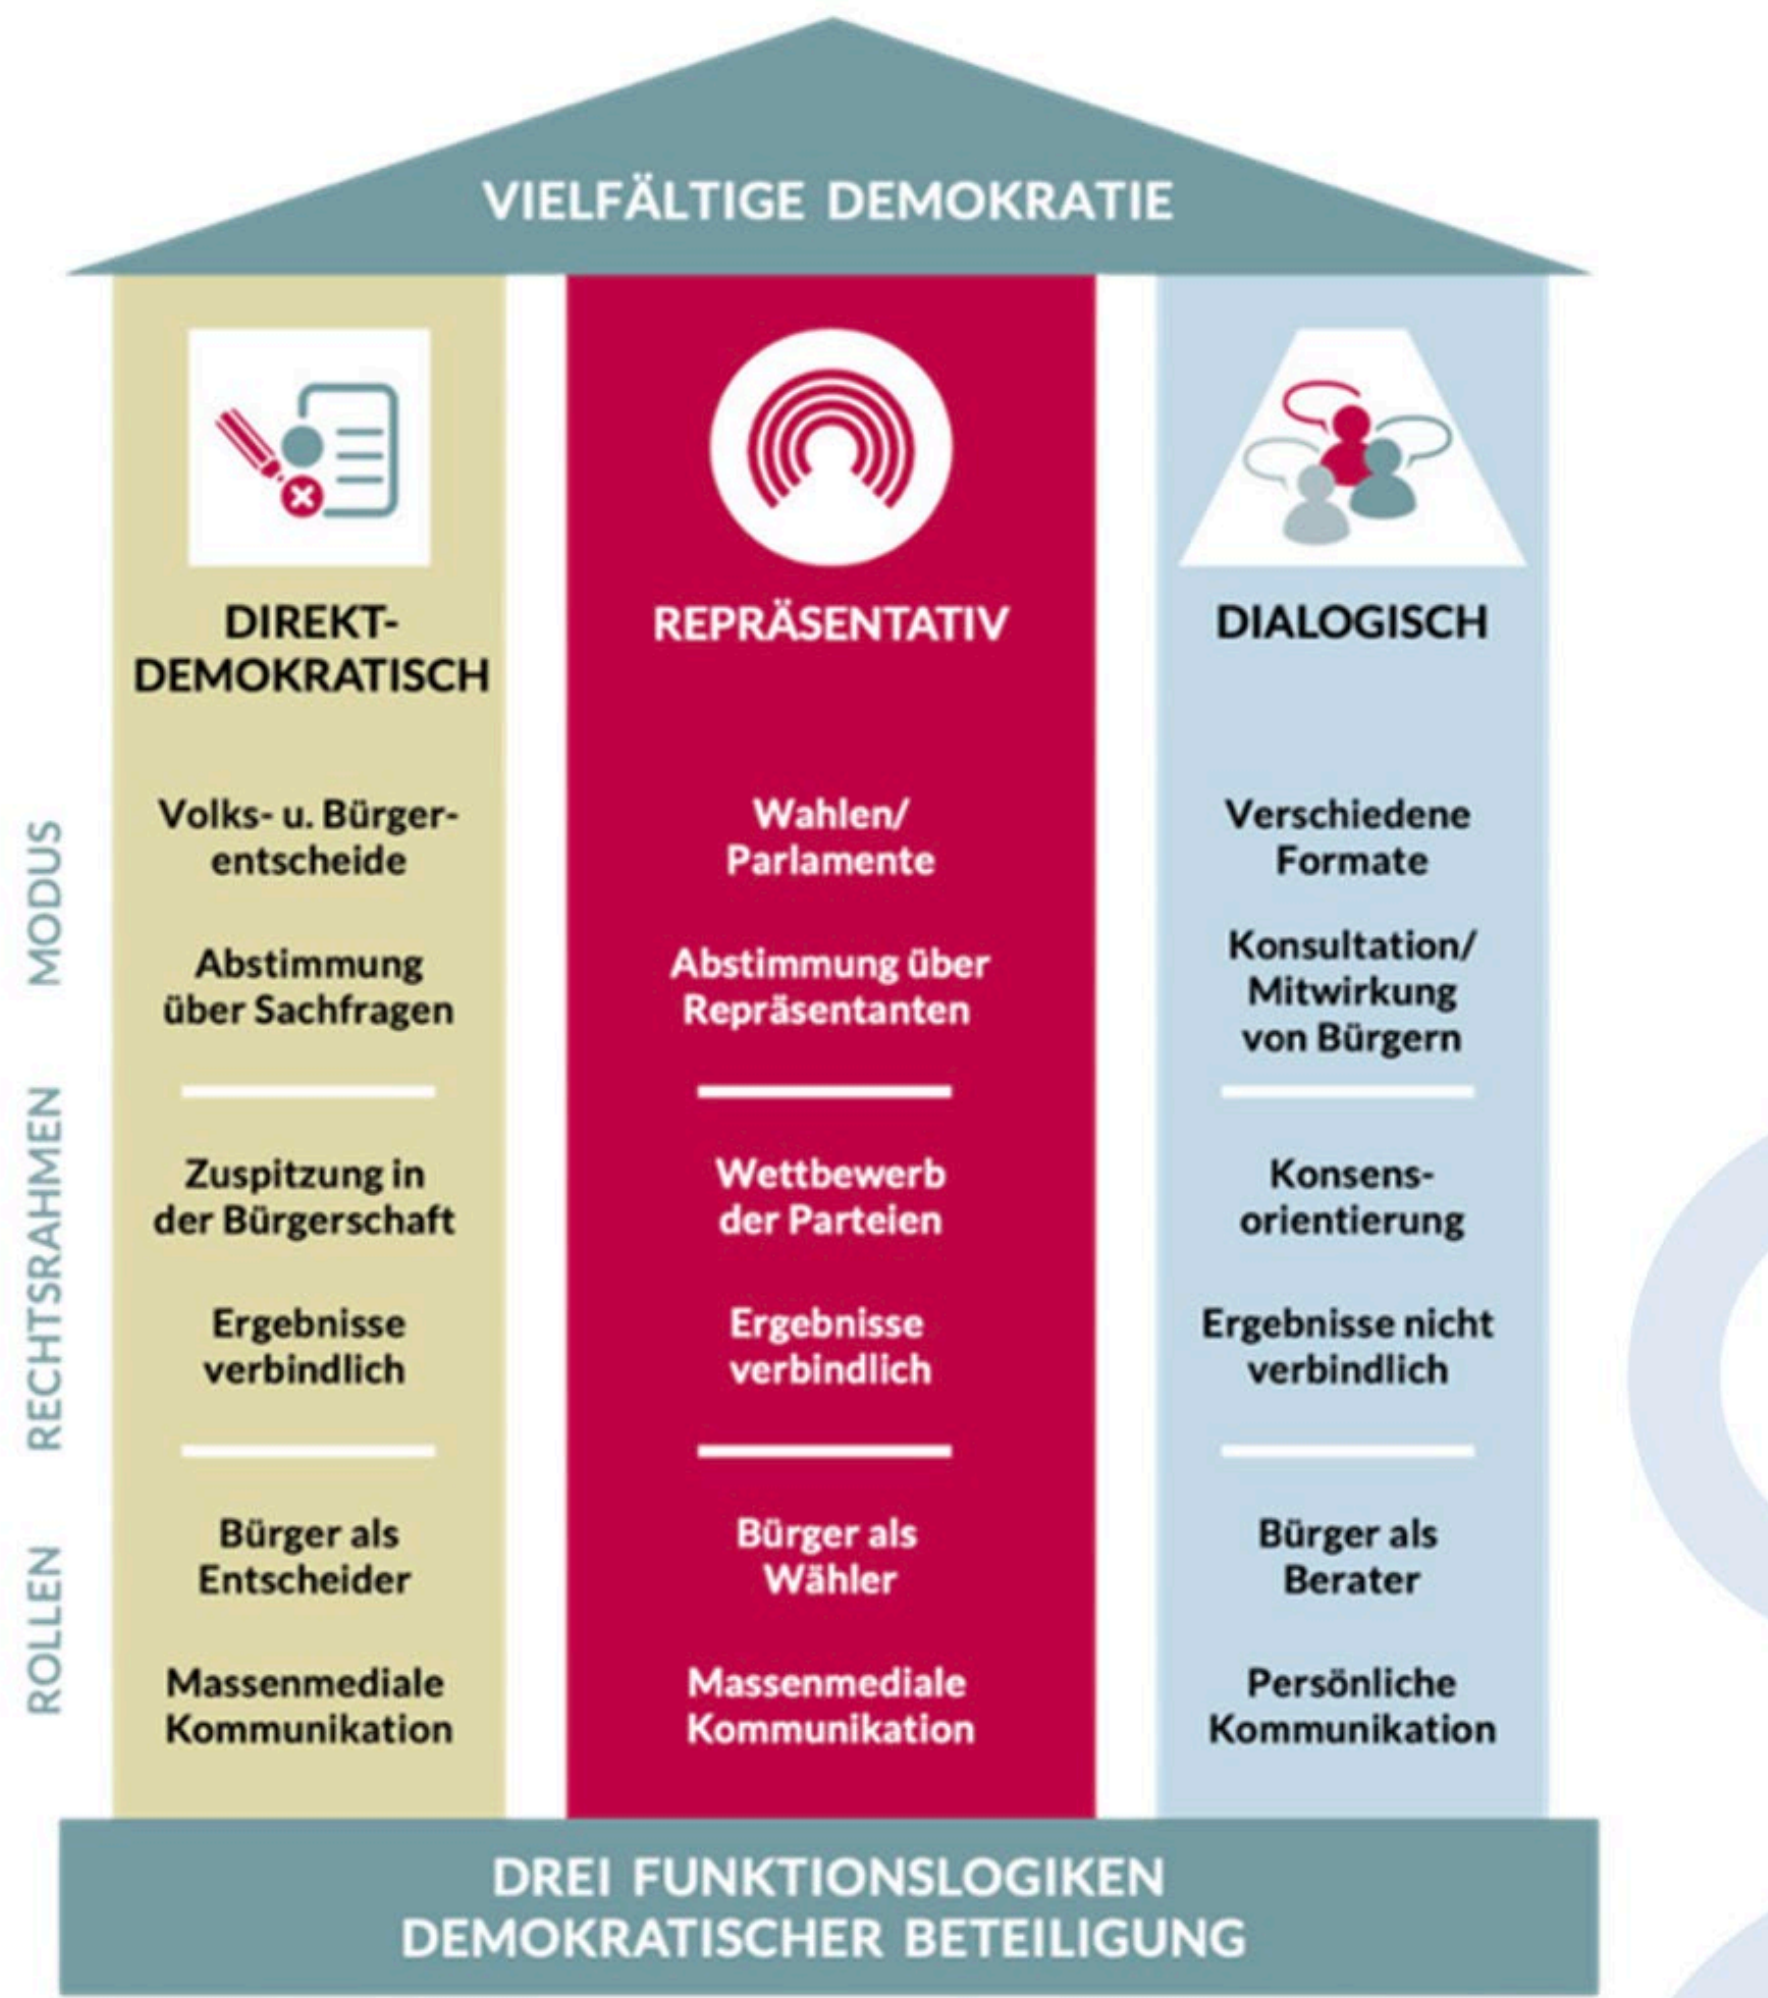 VIELFÄLTIGE DEMOKRATIE
DIREKT-
DEMOKRATISCH
Volks- u. Bürger-
entscheide
Abstimmung
über Sachfragen
Zuspitzung in
der Bürgerschaft
Ergebnisse
verbindlich
Bürger als
Entscheider
Massenmediale
Kommunikation
REPRÄSENTATIV
Wahlen/
Parlamente
Abstimmung über
Repräsentanten
Wettbewerb
der Parteien
Ergebnisse
verbindlich
Bürger als
Wähler
Massenmediale
Kommunikation
DIALOGISCH
Verschiedene
Formate
Konsultation/
Mitwirkung
von Bürgern
Konsens-
orientierung
Ergebnisse nicht
verbindlich
Bürger als
Berater
Persönliche
Kommunikation
MODUS
RECHTSRAHMEN
ROLLEN
DREI FUNKTIONSLOGIKEN
DEMOKRATISCHER BETEILIGUNG